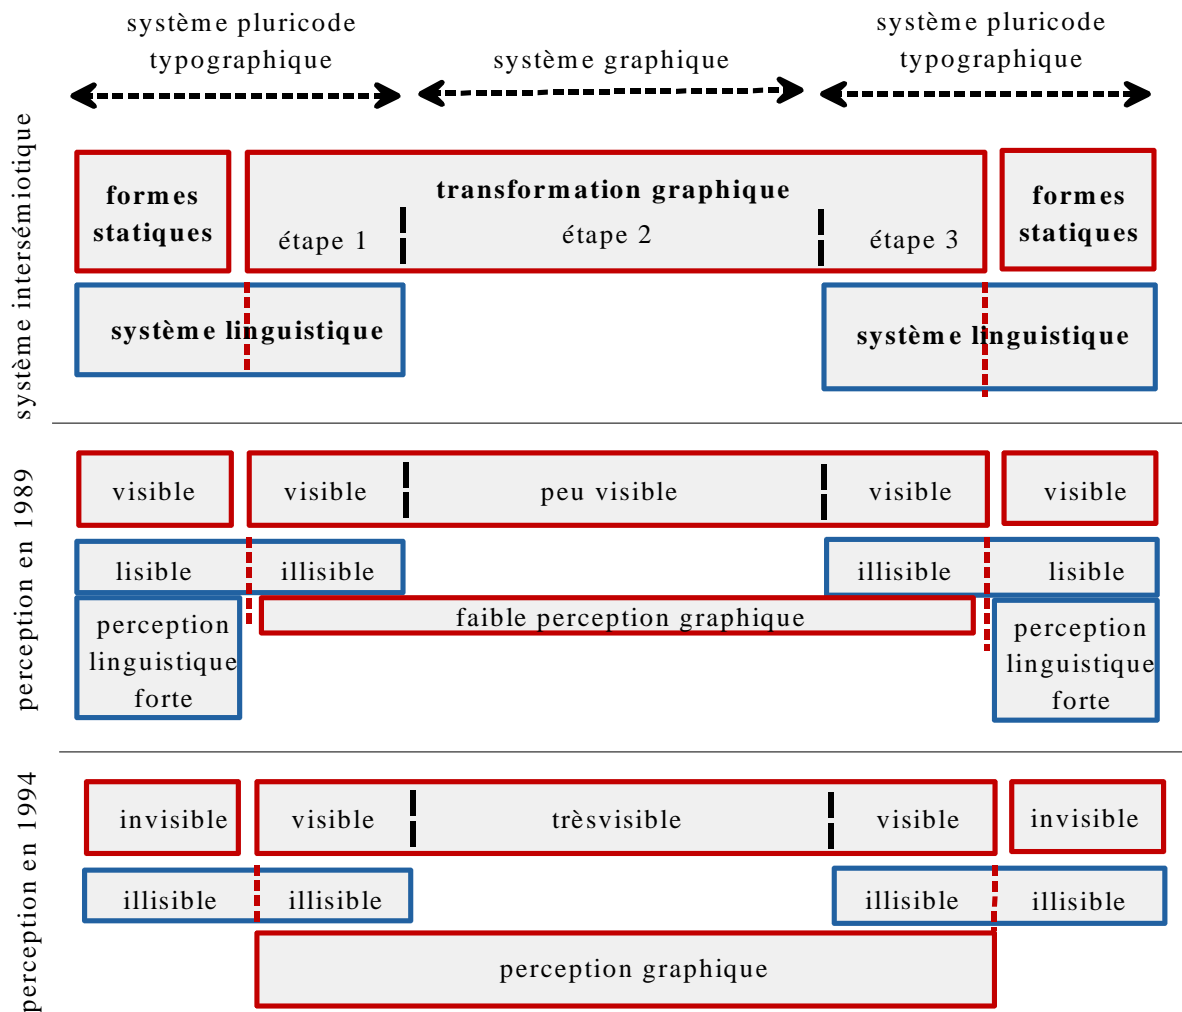 système pluricode
typographique
système graphique
système pluricode
typographique
système intersémiotique
formes
statiques
transformation graphique
étape 1
étape 2
étape 3
formes
statiques
système linguistique
système linguistique
perception en 1989
visible
visible
peu visible
visible
visible
lisible
illisible
illisible
lisible
perception
linguistique
forte
faible perception graphique
perception
linguistique
forte
perception en 1994
invisible
visible
trèsvisible
visible
invisible
illisible
illisible
illisible
illisible
perception graphique